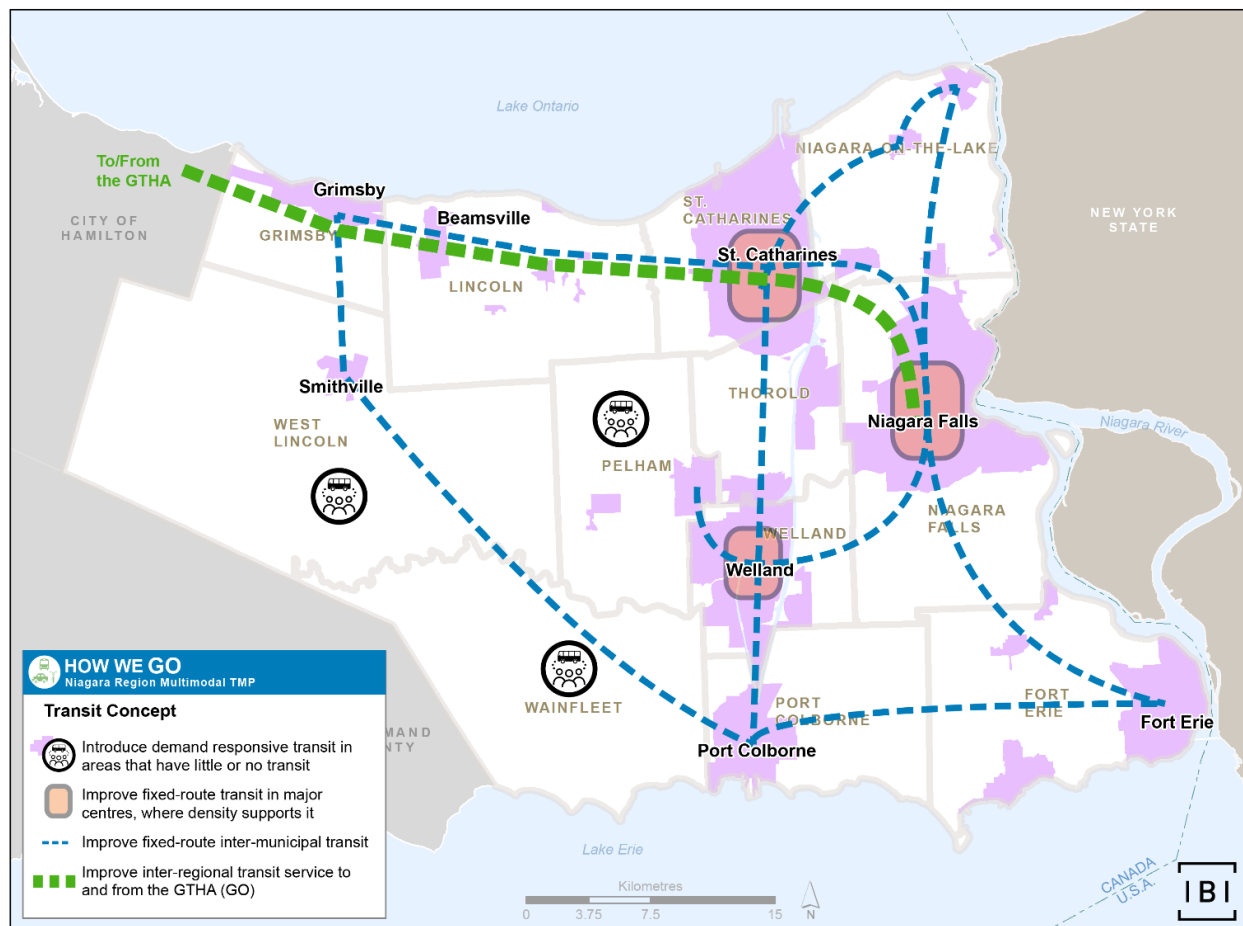 Lake Ontario
NIAGARA-ON-THE-LAKE
To/From
the GTHA
CITY OF
HAMILTON
Grimsby
GRIMSBY
Beamsville
LINCOLN
ST.
CATHARINES
St. Catharines
NEW YORK
STATE
Smithville
WEST
LINCOLN
THOROLD
PELHAM
Niagara Falls
Niagara River
NIAGARA
FALLS
WELLAND
Welland
WAINFLEET
PORT
COLBORNE
Port Colborne
FORT
ERIE
Fort Erie
MAND
NTY
HOW WE GO
Niagara Region Multimodal TMP
Transit Concept
Introduce demand responsive transit in
areas that have little or no transit
Improve fixed-route transit in major
centres, where density supports it
Improve fixed-route inter-municipal transit
Improve inter-regional transit service to
and from the GTHA (GO)
Lake Erie
Kilometres
0 3.75 7.5 15
N
CANADA
U.S.A.
IBI